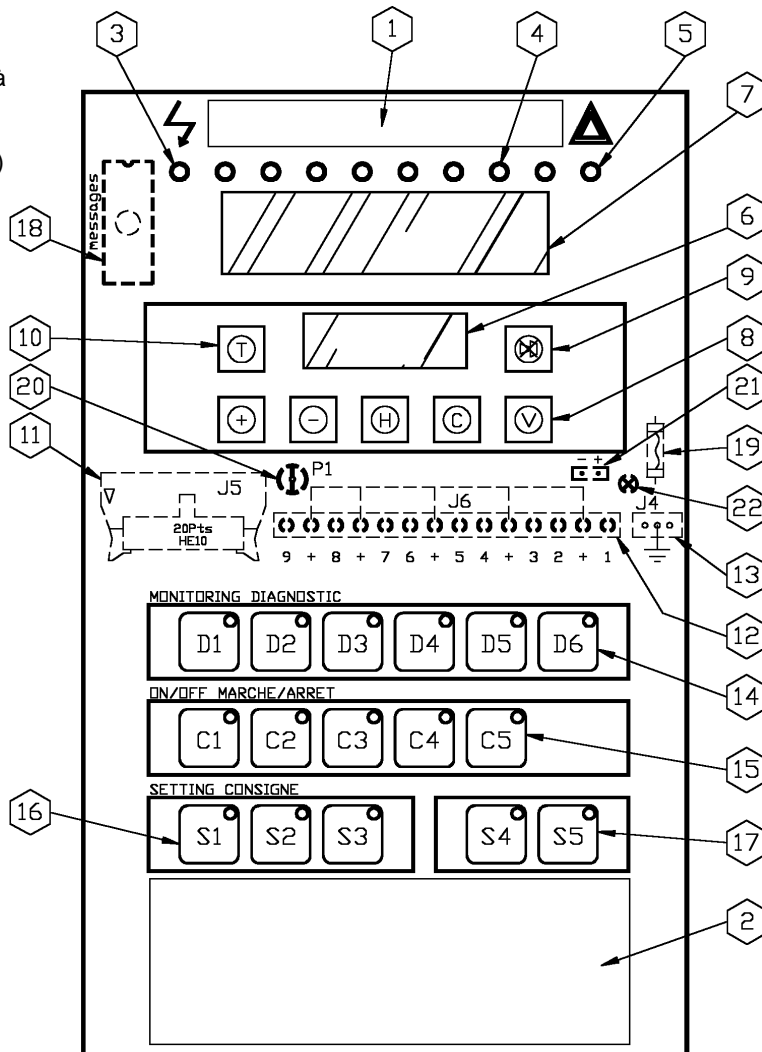 3 1 4 5
à
7
)
messages
18
6
9
10 T
8
20
21
+ - H C V
11
- +
19
P1
J5
J6
22
J4
20Pts
HE10
13
9 + 8 + 7 6 + 5 4 + 3 2 + 1
12
MONITORING DIAGNOSTIC
D1 D2 D3 D4 D5 D6
14
ON/OFF MARCHE/ARRET
C1 C2 C3 C4 C5
15
SETTING CONSIGNE
16
S1 S2 S3 S4 S5
17
2